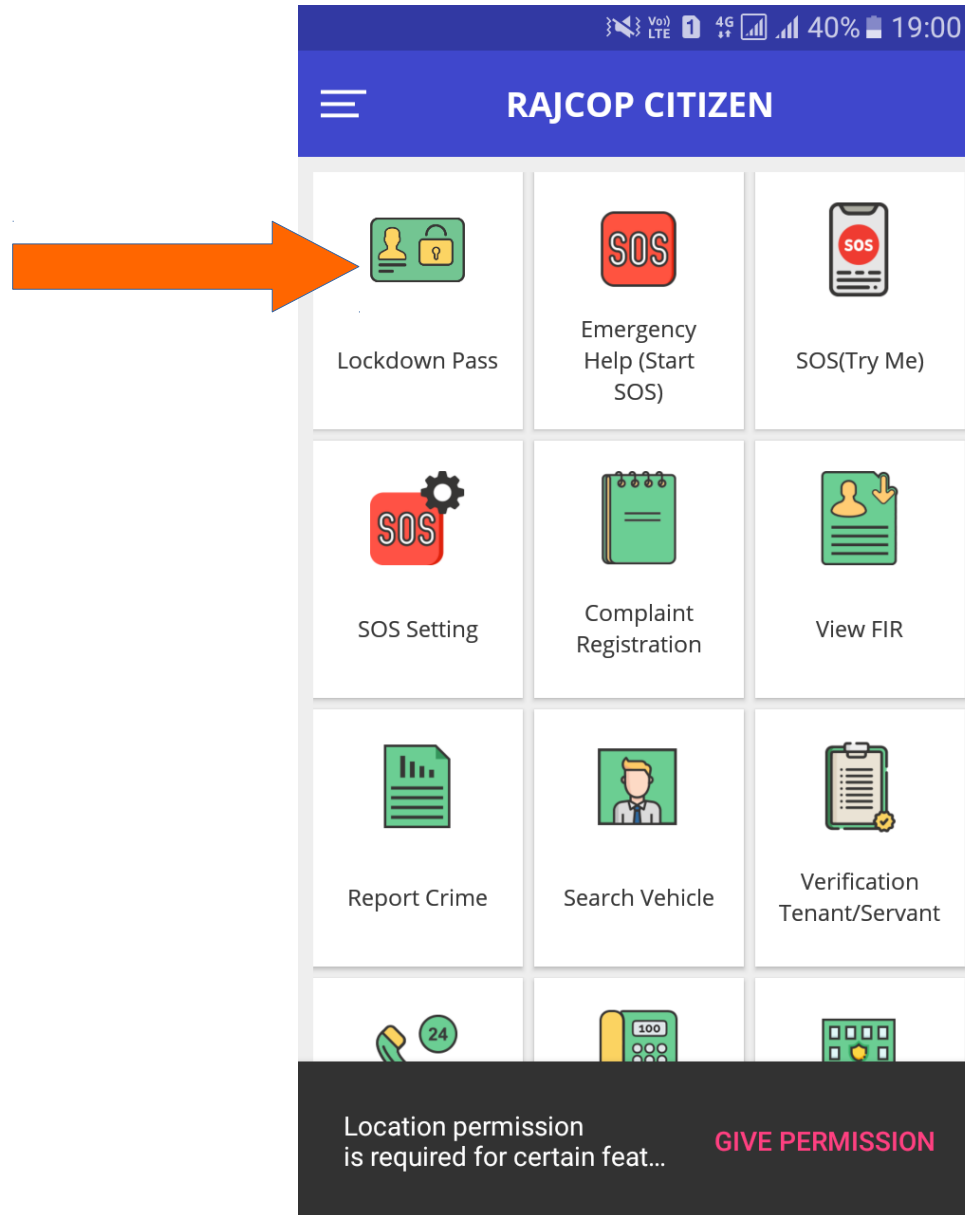 Vo))
LTE 1 4G 40% 19:00
RAJCOP CITIZEN
Lockdown Pass
SOS
Emergency
Help (Start
SOS)
SOS
SOS(Try Me)
SOS
SOS Setting
Complaint
Registration
View FIR
Report Crime
Search Vehicle
Verification
Tenant/Servant
24
100
Location permission
is required for certain feat...
GIVE PERMISSION